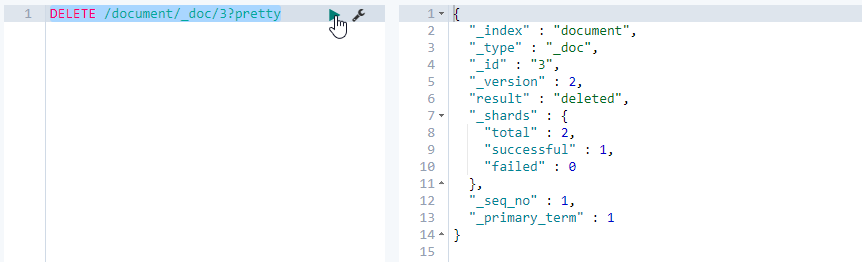 1 DELETE /document/_doc/3?pretty
1 {
2 "_index" : "document",
3 "_type" : "_doc",
4 "_id" : "3",
5 "_version" : 2,
6 "result" : "deleted",
7 "_shards" : {
8 "total" : 2,
9 "successful" : 1,
10 "failed" : 0
11 },
12 "_seq_no" : 1,
13 "_primary_term" : 1
14 }
15